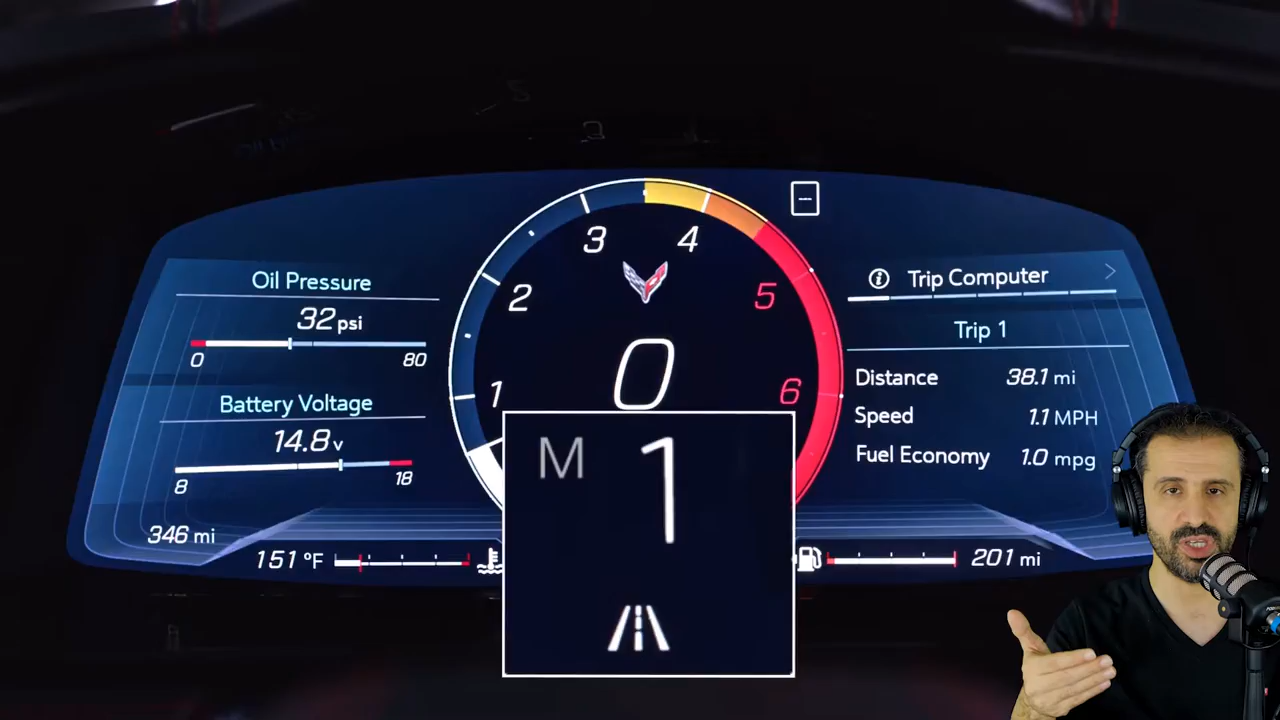 3
4
2
5
1
0
6
Oil Pressure
32 psi
0
80
Battery Voltage
14.8 v
8
18
346 mi
151 °F
M 1
Trip Computer
Trip 1
Distance 38.1 mi
Speed 1.1 MPH
Fuel Economy 1.0 mpg
201 mi